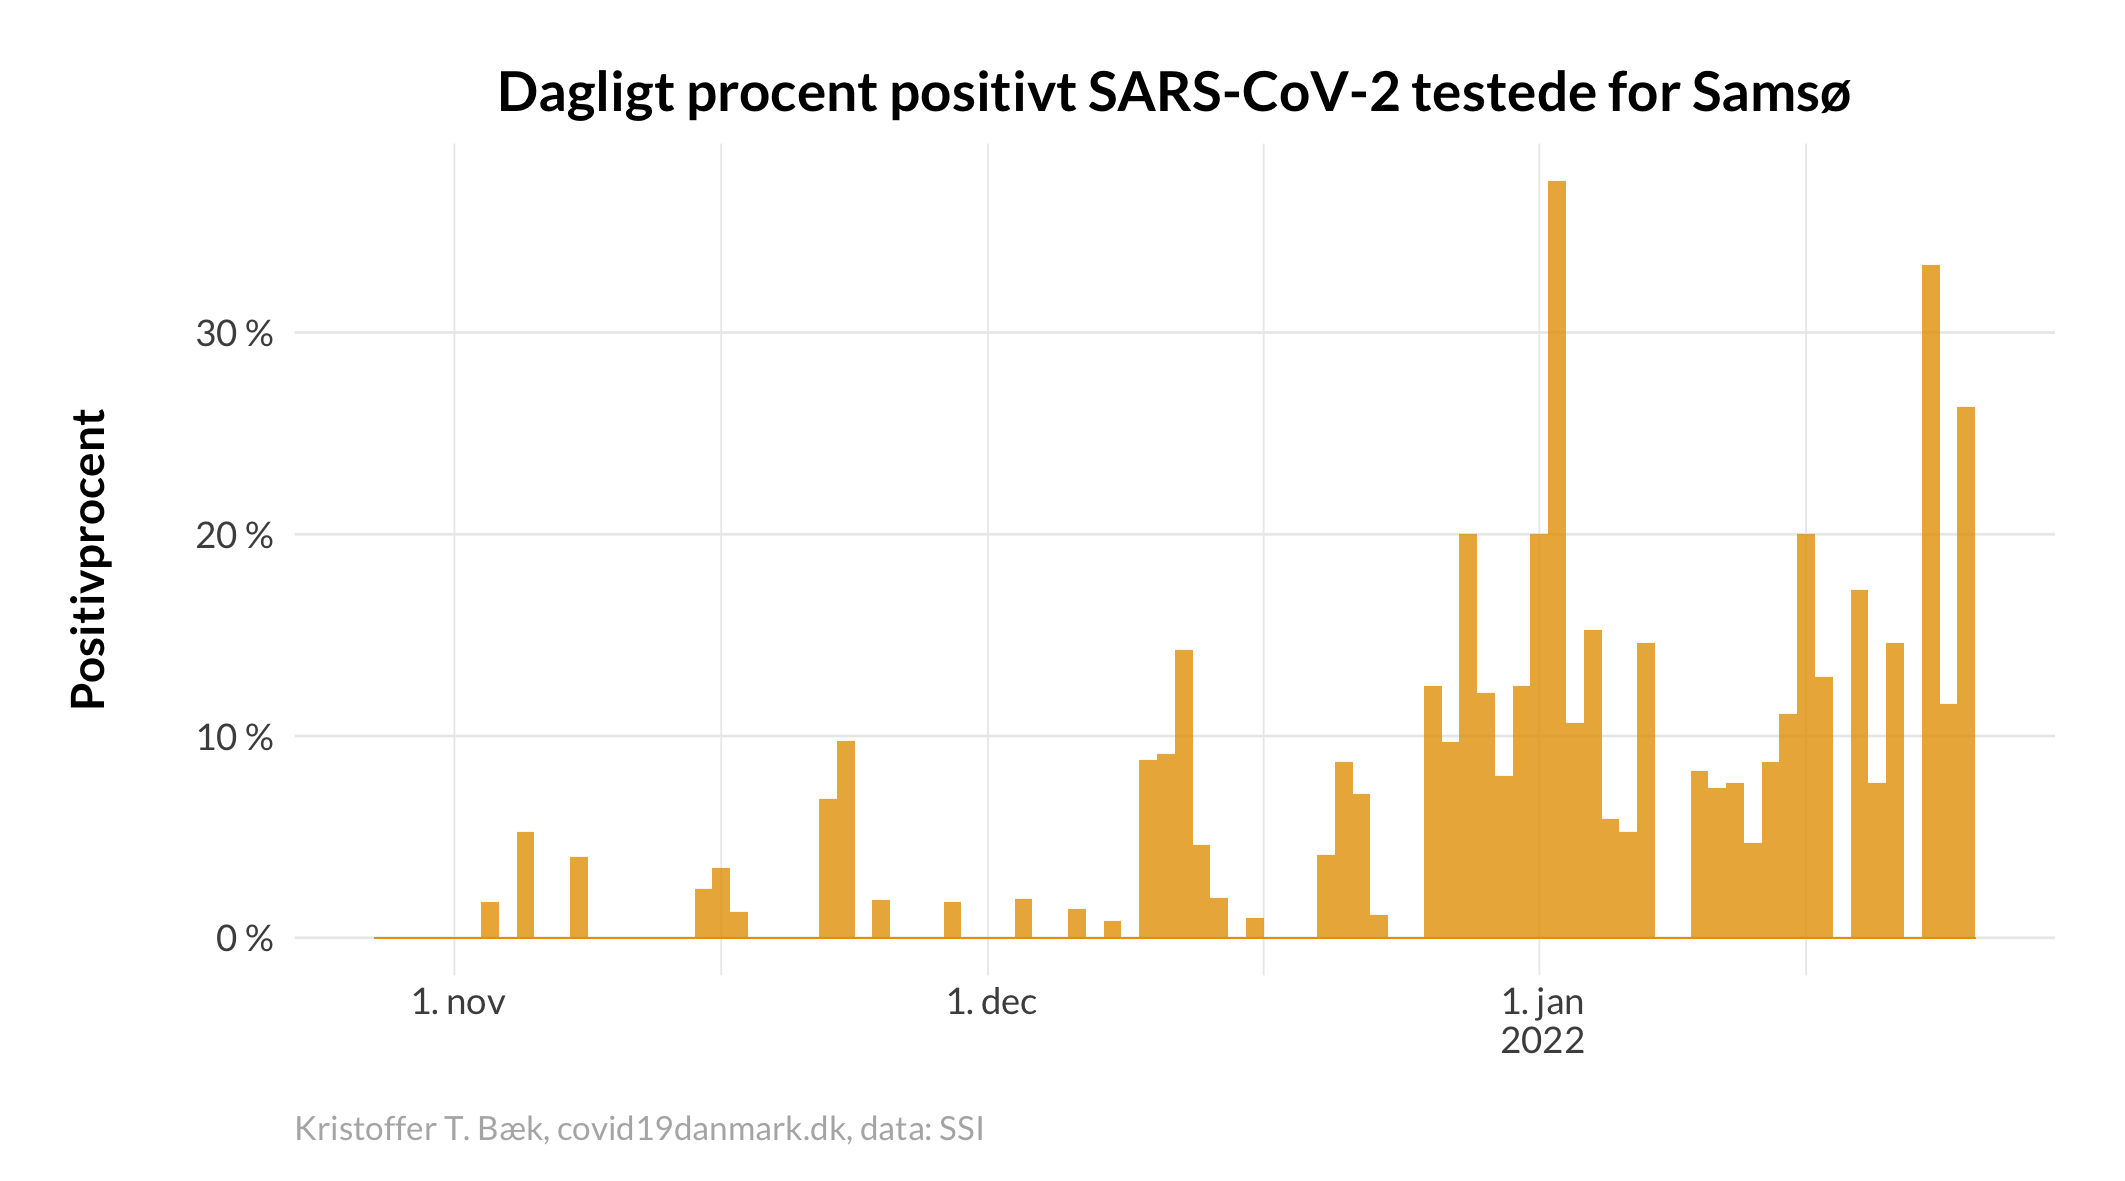 Dagligt procent positivt SARS-CoV-2 testede for Samsø
Positivprocent
30 %
20 %
10 %
0 %
1. nov
1. dec
1. jan
2022
Kristoffer T. Bæk, covid19danmark.dk, data: SSI